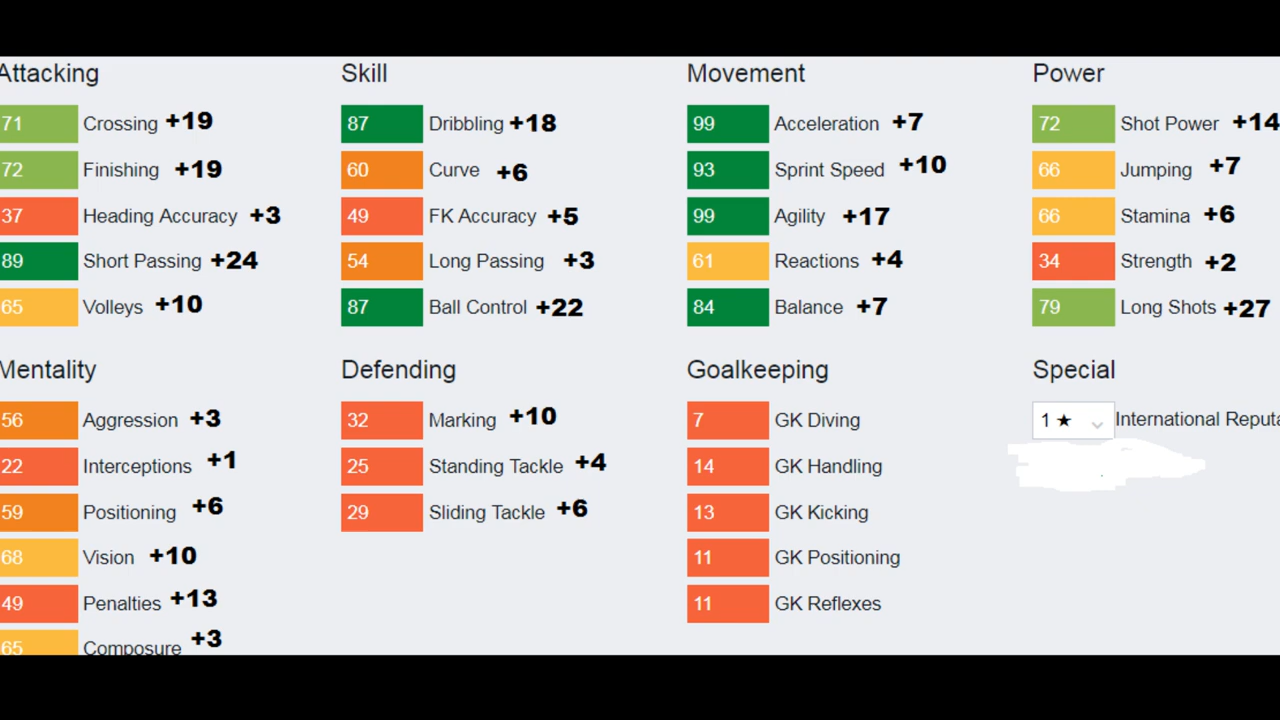 Attacking
71 Crossing +19
72 Finishing +19
37 Heading Accuracy +3
89 Short Passing +24
65 Volleys +10
Skill
87 Dribbling +18
60 Curve +6
49 FK Accuracy +5
54 Long Passing +3
87 Ball Control +22
Movement
99 Acceleration +7
93 Sprint Speed +10
99 Agility +17
61 Reactions +4
84 Balance +7
Power
72 Shot Power +14
66 Jumping +7
66 Stamina +6
34 Strength +2
79 Long Shots +27
Mentality
56 Aggression +3
22 Interceptions +1
59 Positioning +6
68 Vision +10
49 Penalties +13
65 Composure +3
Defending
32 Marking +10
25 Standing Tackle +4
29 Sliding Tackle +6
Goalkeeping
7 GK Diving
14 GK Handling
13 GK Kicking
11 GK Positioning
11 GK Reflexes
Special
1 ★ International Reputa